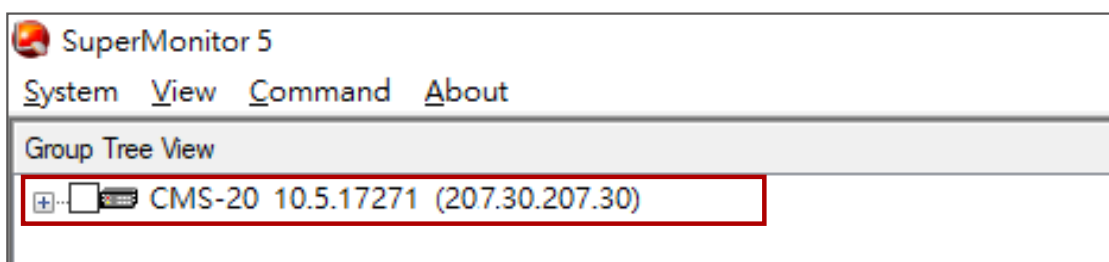 SuperMonitor 5
System View Command About
Group Tree View
CMS-20 10.5.17271 (207.30.207.30)